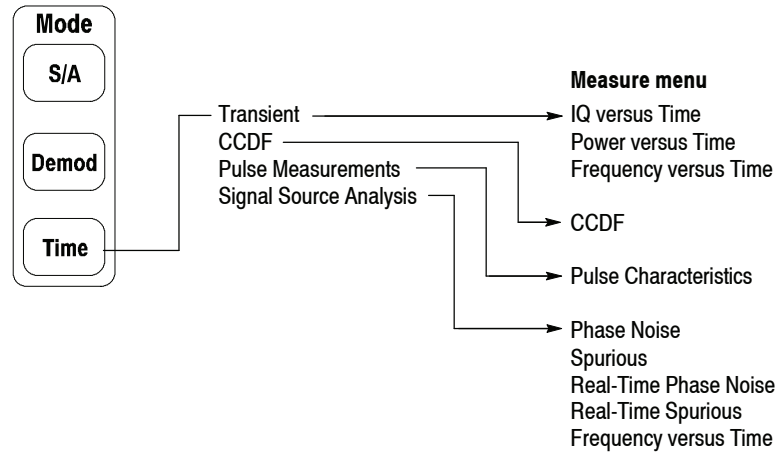 Mode
S/A
Demod
Time
Transient
CCDF
Pulse Measurements
Signal Source Analysis
Measure menu
IQ versus Time
Power versus Time
Frequency versus Time
CCDF
Pulse Characteristics
Phase Noise
Spurious
Real-Time Phase Noise
Real-Time Spurious
Frequency versus Time